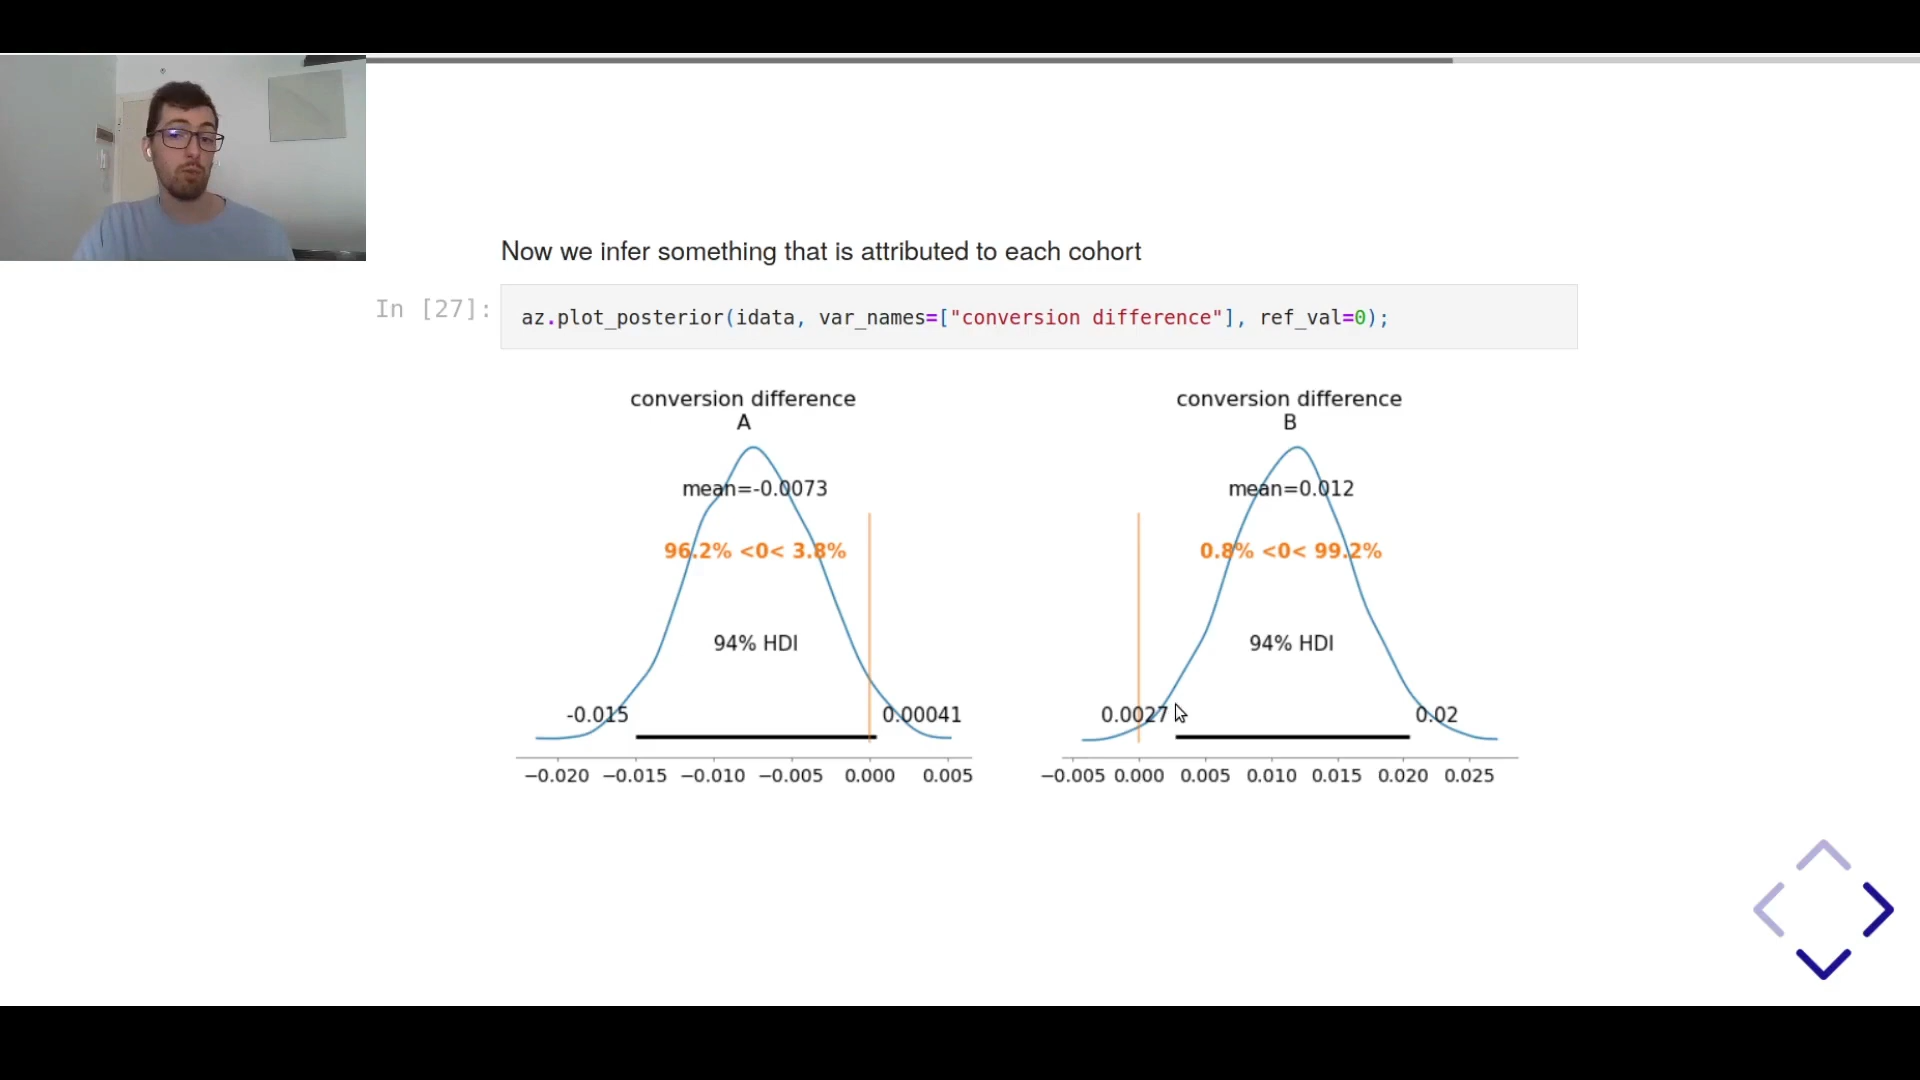 Now we infer something that is attributed to each cohort
In [27]:
az.plot_posterior(idata, var_names=["conversion difference"], ref_val=0);
conversion difference
A
mean=-0.0073
96.2% <0< 3.8%
94% HDI
-0.015
0.00041
−0.020 −0.015 −0.010 −0.005 0.000 0.005
conversion difference
B
mean=0.012
0.8% <0< 99.2%
94% HDI
0.0027
0.02
−0.005 0.000 0.005 0.010 0.015 0.020 0.025